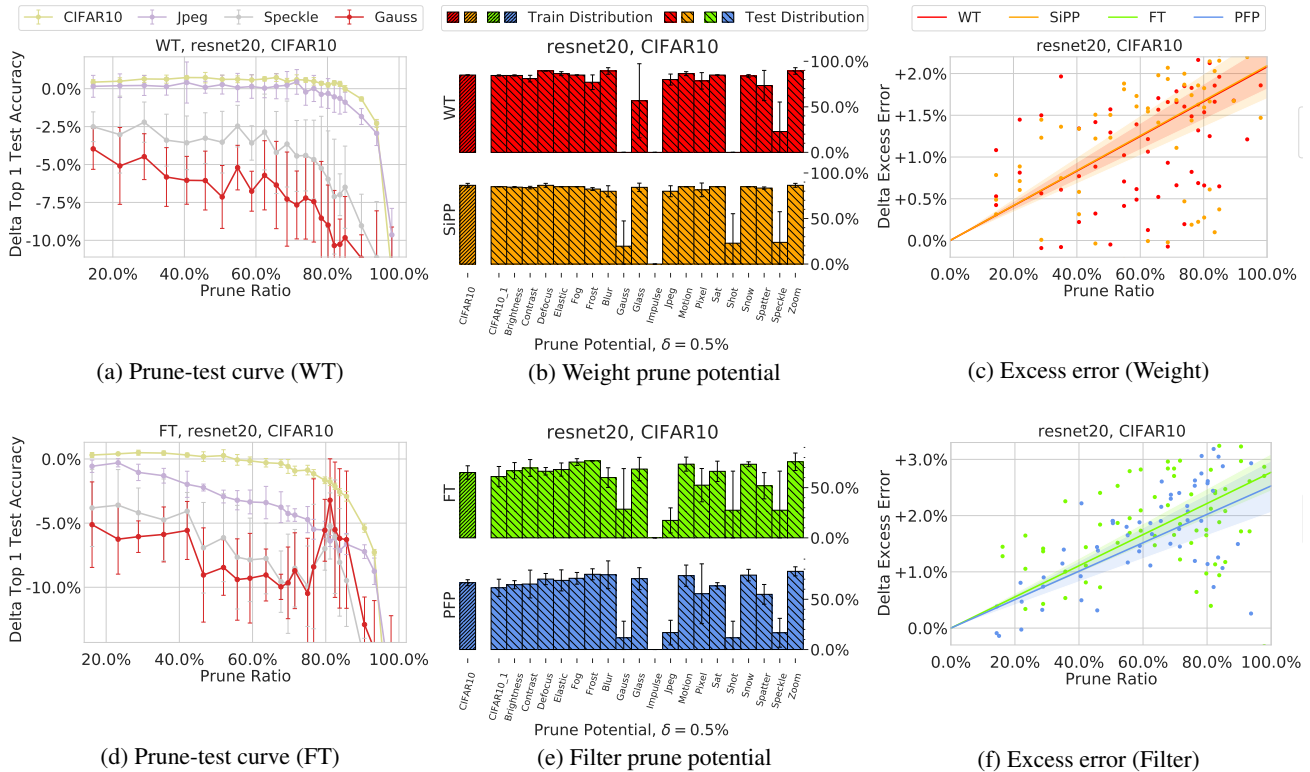 CIFAR10 Jpeg Speckle Gauss
WT, resnet20, CIFAR10
Delta Top 1 Test Accuracy
0.0%
-2.5%
-5.0%
-7.5%
-10.0%
20.0% 40.0% 60.0% 80.0% 100.0%
Prune Ratio
(a) Prune-test curve (WT)
Train Distribution Test Distribution
resnet20, CIFAR10
WT
100.0%
50.0%
0.0%
SiPP
100.0%
50.0%
0.0%
CIFAR10 CIFAR10_1 Brightness Contrast Defocus Elastic Fog Frost Blur Gauss Glass Impulse Jpeg Motion Pixel Sat Shot Snow Spatter Speckle Zoom
Prune Potential, δ = 0.5%
(b) Weight prune potential
WT SiPP FT PFP
resnet20, CIFAR10
Delta Excess Error
+2.0%
+1.5%
+1.0%
+0.5%
0.0%
0.0% 20.0% 40.0% 60.0% 80.0% 100.0%
Prune Ratio
(c) Excess error (Weight)
FT, resnet20, CIFAR10
Delta Top 1 Test Accuracy
0.0%
-5.0%
-10.0%
20.0% 40.0% 60.0% 80.0% 100.0%
Prune Ratio
(d) Prune-test curve (FT)
resnet20, CIFAR10
FT
50.0%
0.0%
PFP
50.0%
0.0%
CIFAR10 CIFAR10_1 Brightness Contrast Defocus Elastic Fog Frost Blur Gauss Glass Impulse Jpeg Motion Pixel Sat Shot Snow Spatter Speckle Zoom
Prune Potential, δ = 0.5%
(e) Filter prune potential
resnet20, CIFAR10
Delta Excess Error
+3.0%
+2.0%
+1.0%
0.0%
0.0% 20.0% 40.0% 60.0% 80.0% 100.0%
Prune Ratio
(f) Excess error (Filter)